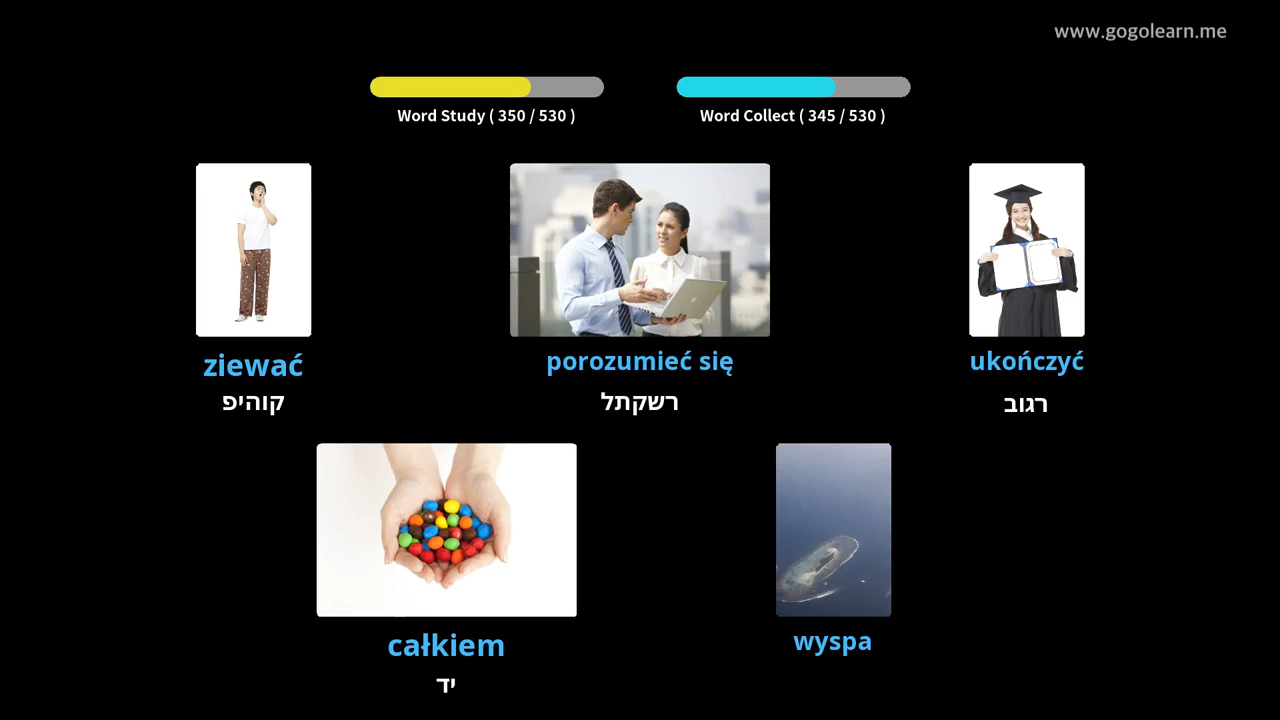 www.gogolearn.me
Word Study ( 350 / 530 )
Word Collect ( 345 / 530 )
ziewać
קוהיפ
porozumieć się
רשקתל
ukończyć
רגוב
całkiem
יד
wyspa